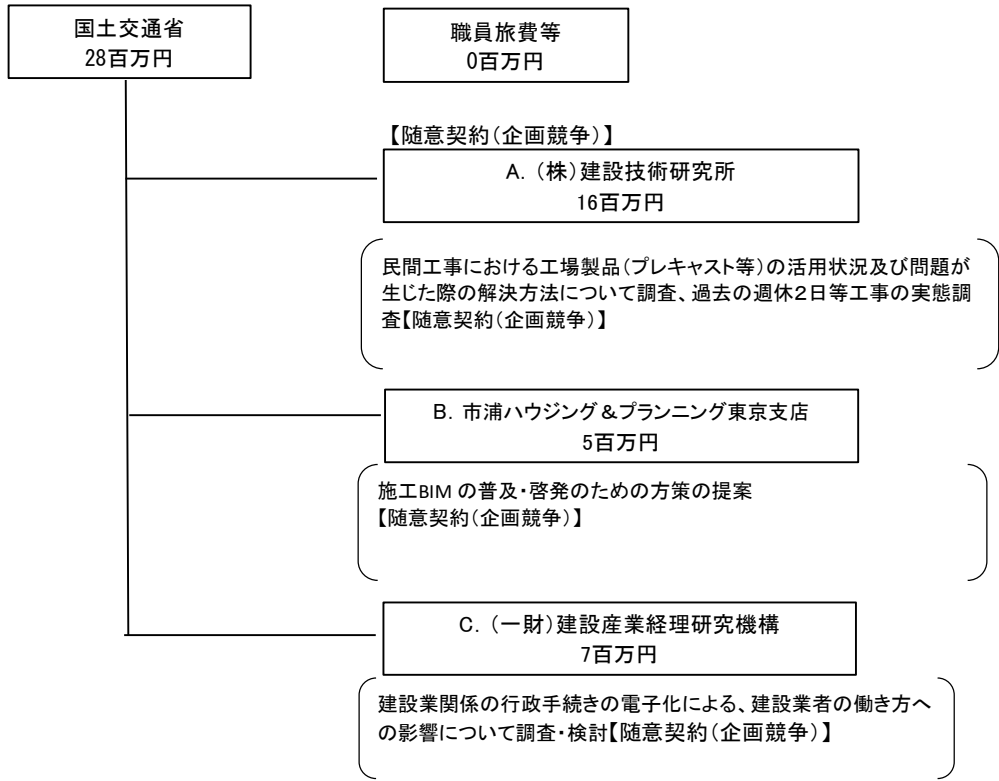 国土交通省
28百万円
職員旅費等
0百万円
【随意契約（企画競争）】
A．（株）建設技術研究所
16百万円
民間工事における工場製品（プレキャスト等）の活用状況及び問題が
生じた際の解決方法について調査、過去の週休２日等工事の実態調
査【随意契約（企画競争）】
B．市浦ハウジング＆プランニング東京支店
5百万円
施工BIM の普及・啓発のための方策の提案
【随意契約（企画競争）】
C．（一財）建設産業経理研究機構
7百万円
建設業関係の行政手続きの電子化による、建設業者の働き方へ
の影響について調査・検討【随意契約（企画競争）】